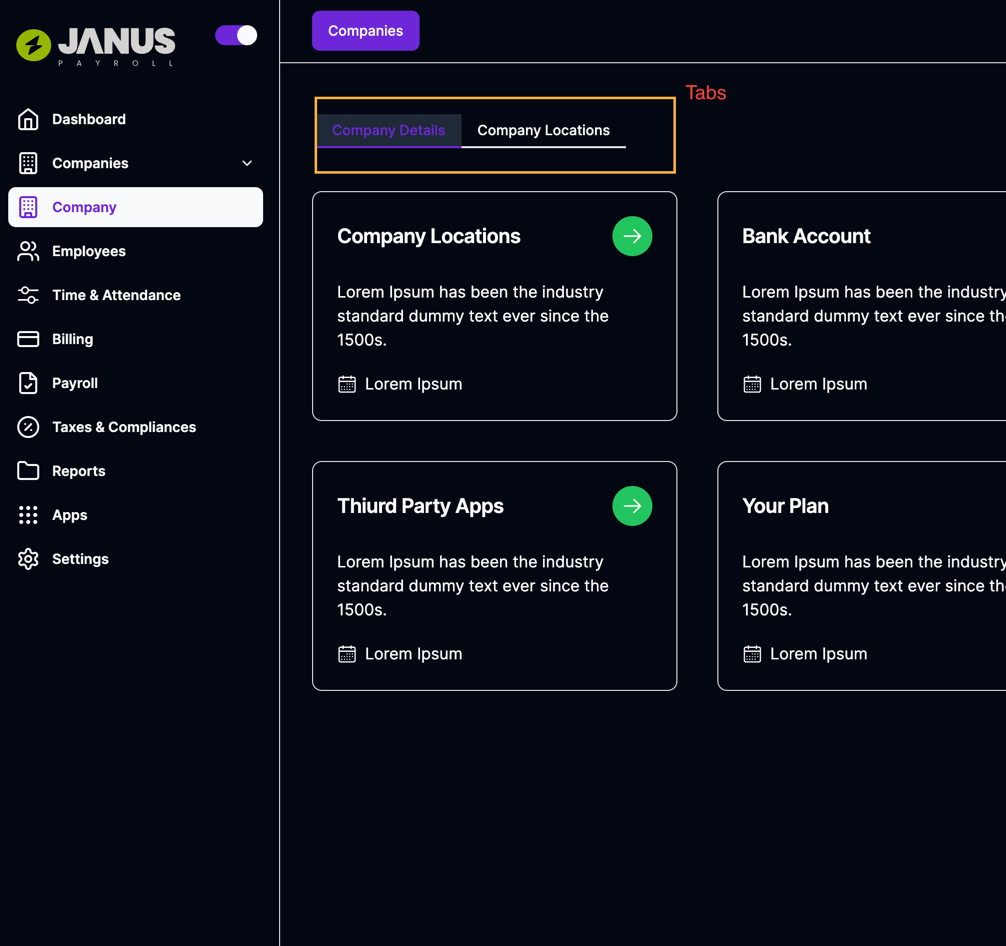 JANUS
PAYROLL
Dashboard
Companies
Company
Employees
Time & Attendance
Billing
Payroll
Taxes & Compliances
Reports
Apps
Settings
Companies
Tabs
Company Details
Company Locations
Company Locations
Lorem Ipsum has been the industry
standard dummy text ever since the
1500s.
Lorem Ipsum
Bank Account
Lorem Ipsum has been the industry
standard dummy text ever since
1500s.
Lorem Ipsum
Thiurd Party Apps
Lorem Ipsum has been the industry
standard dummy text ever since the
1500s.
Lorem Ipsum
Your Plan
Lorem Ipsum has been the industry
standard dummy text ever since
1500s.
Lorem Ipsum